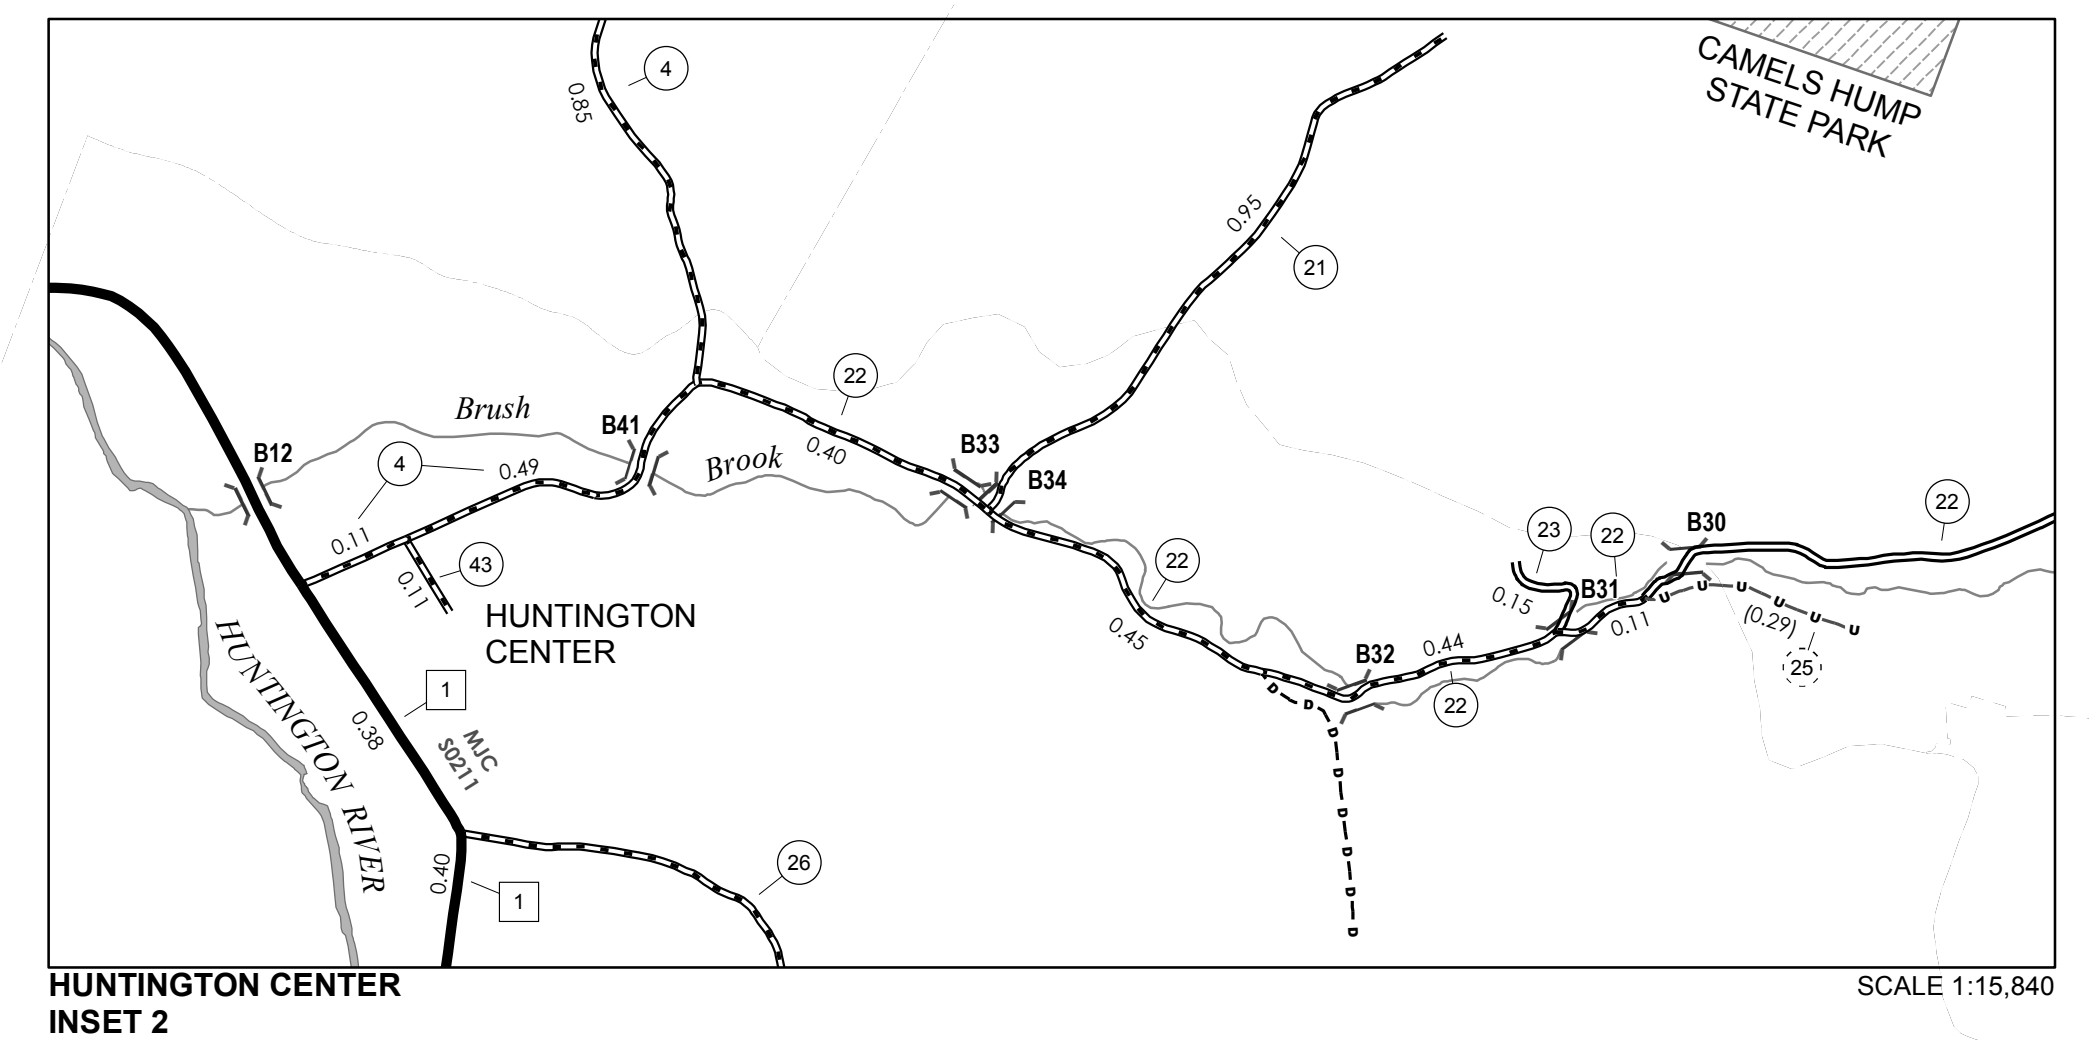 4
0.85
CAMELS HUMP
STATE PARK
0.95
21
22
Brush
B41
B12
4
0.49
Brook
0.40
B33
B34
0.11
43
0.11
HUNTINGTON
CENTER
22
0.45
23
22
B30
22
0.15
B31
0.11
U U U U U U
(0.29)
25
B32
0.44
22
D D D D D D D D
HUNTINGTON RIVER
1
0.38
MJC
S0211
0.40
1
26
HUNTINGTON CENTER
INSET 2
SCALE 1:15,840